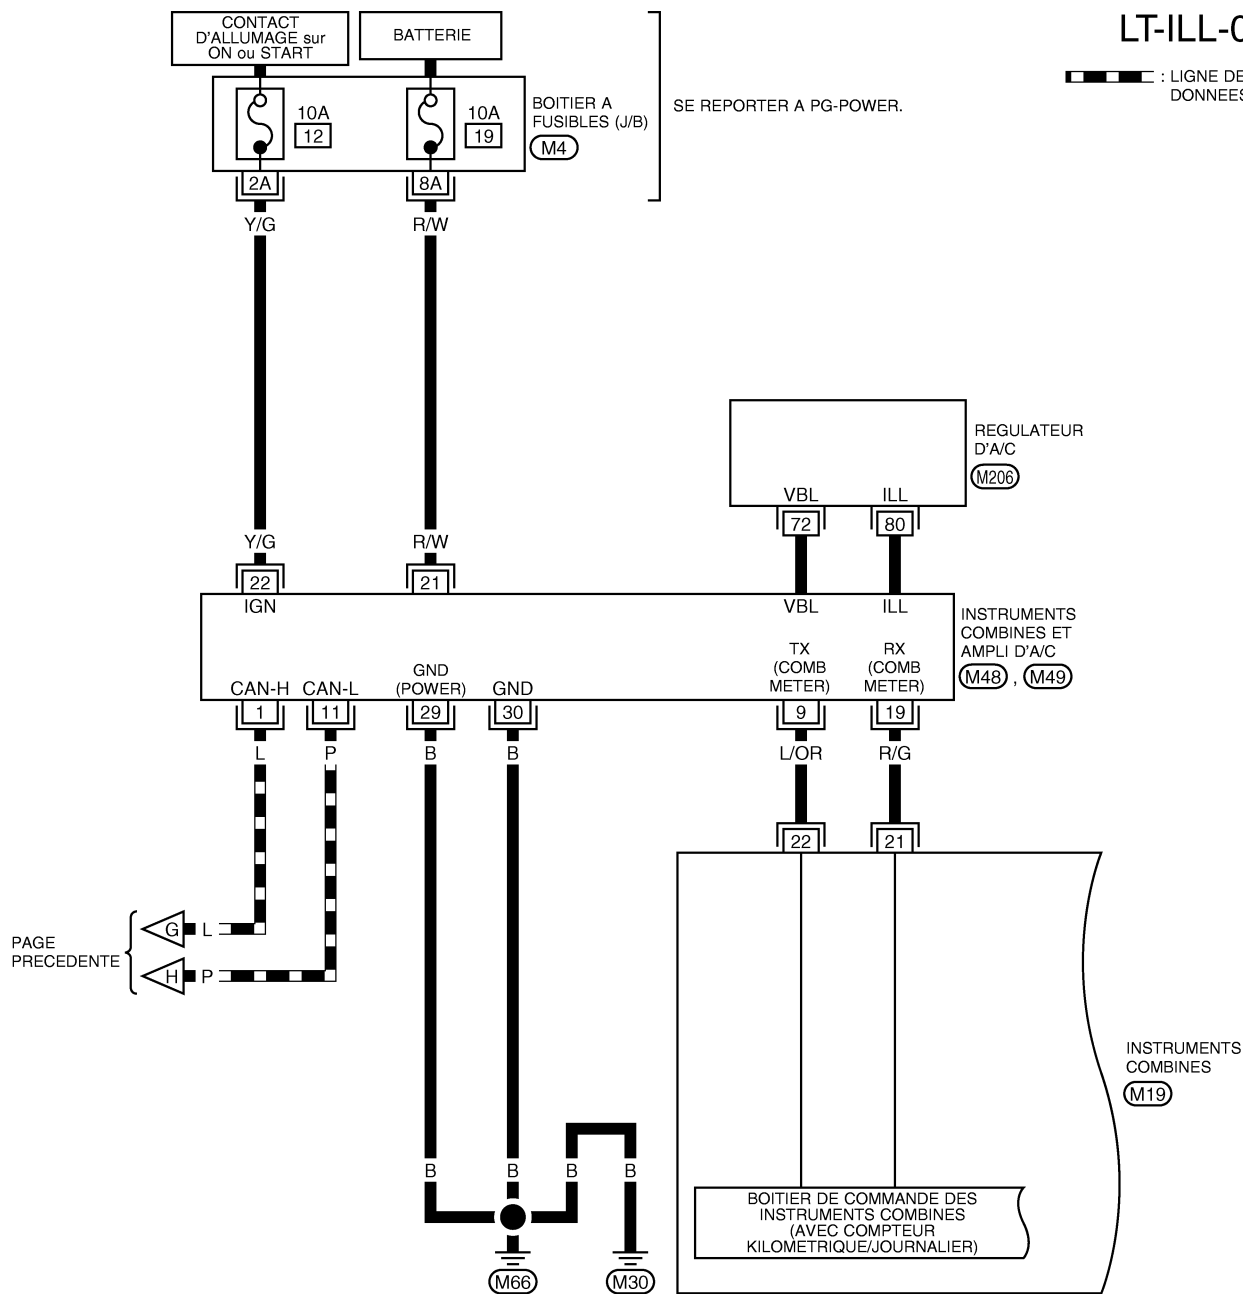 CONTACT
D'ALLUMAGE sur
ON ou START
BATTERIE
LT-ILL-0
: LIGNE DE
DONNEES
10A
12
10A
19
BOITIER A
FUSIBLES (J/B)
M4
SE REPORTER A PG-POWER.
2A
8A
Y/G
R/W
REGULATEUR
D'A/C
M206
VBL
ILL
72
80
Y/G
R/W
22
21
IGN
VBL
ILL
INSTRUMENTS
COMBINES ET
AMPLI D'A/C
M48 , M49
CAN-H
CAN-L
GND
(POWER)
GND
TX
(COMB
METER)
RX
(COMB
METER)
1
11
29
30
9
19
L
P
B
B
L/OR
R/G
22
21
PAGE
PRECEDENTE
G
L
H
P
INSTRUMENTS
COMBINES
M19
B
B
B
B
BOITIER DE COMMANDE DES
INSTRUMENTS COMBINES
(AVEC COMPTEUR
KILOMETRIQUE/JOURNALIER)
M66
M30